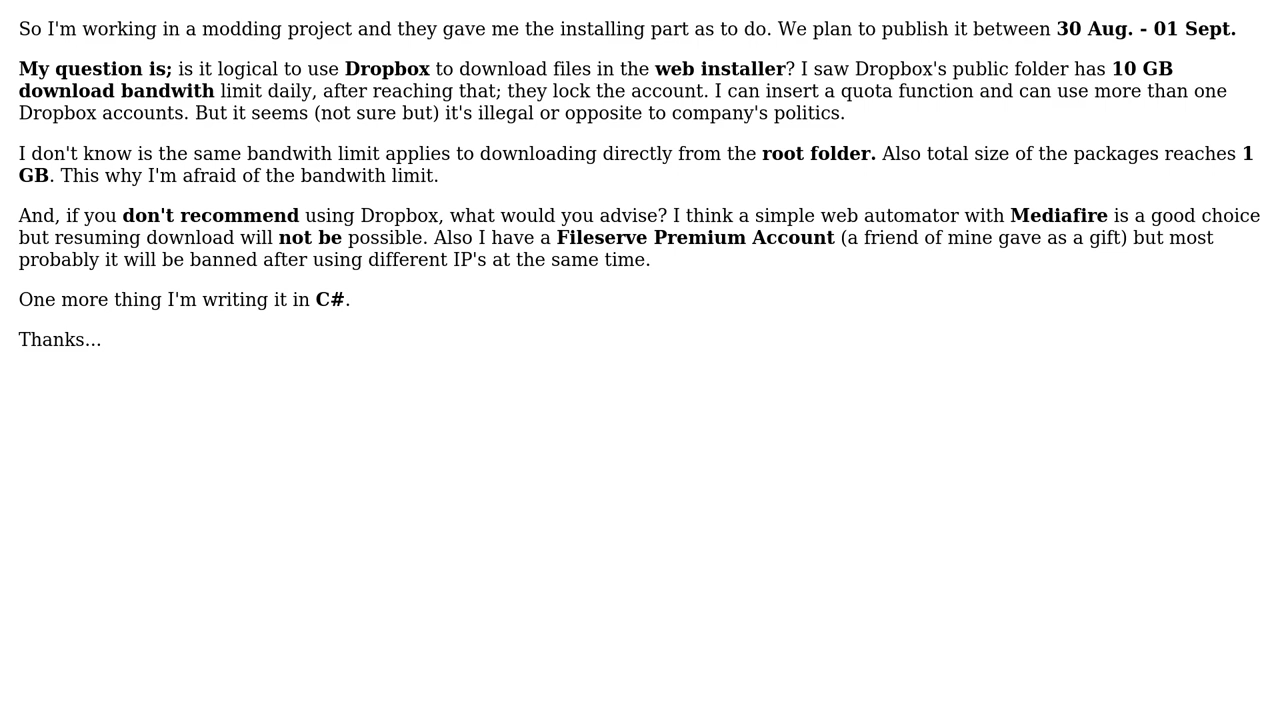 So I'm working in a modding project and they gave me the installing part as to do. We plan to publish it between 30 Aug. - 01 Sept.
My question is; is it logical to use Dropbox to download files in the web installer? I saw Dropbox's public folder has 10 GB
download bandwith limit daily, after reaching that; they lock the account. I can insert a quota function and can use more than one
Dropbox accounts. But it seems (not sure but) it's illegal or opposite to company's politics.
I don't know is the same bandwith limit applies to downloading directly from the root folder. Also total size of the packages reaches 1
GB. This why I'm afraid of the bandwith limit.
And, if you don't recommend using Dropbox, what would you advise? I think a simple web automator with Mediafire is a good choice
but resuming download will not be possible. Also I have a Fileserve Premium Account (a friend of mine gave as a gift) but most
probably it will be banned after using different IP's at the same time.
One more thing I'm writing it in C#.
Thanks...